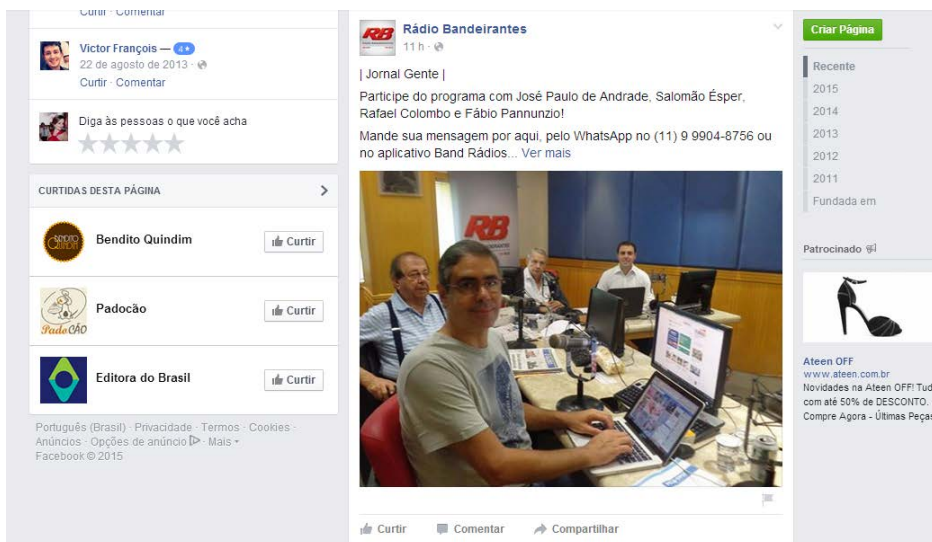 Curtir · Comentar
Victor François — 4★
22 de agosto de 2013 ·
Curtir · Comentar
Diga às pessoas o que você acha
CURTIDAS DESTA PÁGINA
BENDITO
QUINDIM
Bendito Quindim
Curtir
PadoCÃO
Padocão
Curtir
Editora do Brasil
Curtir
Português (Brasil) · Privacidade · Termos · Cookies ·
Anúncios · Opções de anúncio · Mais
Facebook © 2015
RB
Rádio Bandeirantes
11 h ·
| Jornal Gente |
Participe do programa com José Paulo de Andrade, Salomão Ésper,
Rafael Colombo e Fábio Pannunzio!
Mande sua mensagem por aqui, pelo WhatsApp no (11) 9 9904-8756 ou
no aplicativo Band Rádios... Ver mais
RB
Curtir Comentar Compartilhar
Criar Página
Recente
2015
2014
2013
2012
2011
Fundada em
Patrocinado
Ateen OFF
www.ateen.com.br
Novidades na Ateen OFF! Tud
com até 50% de DESCONTO.
Compre Agora - Últimas Peças